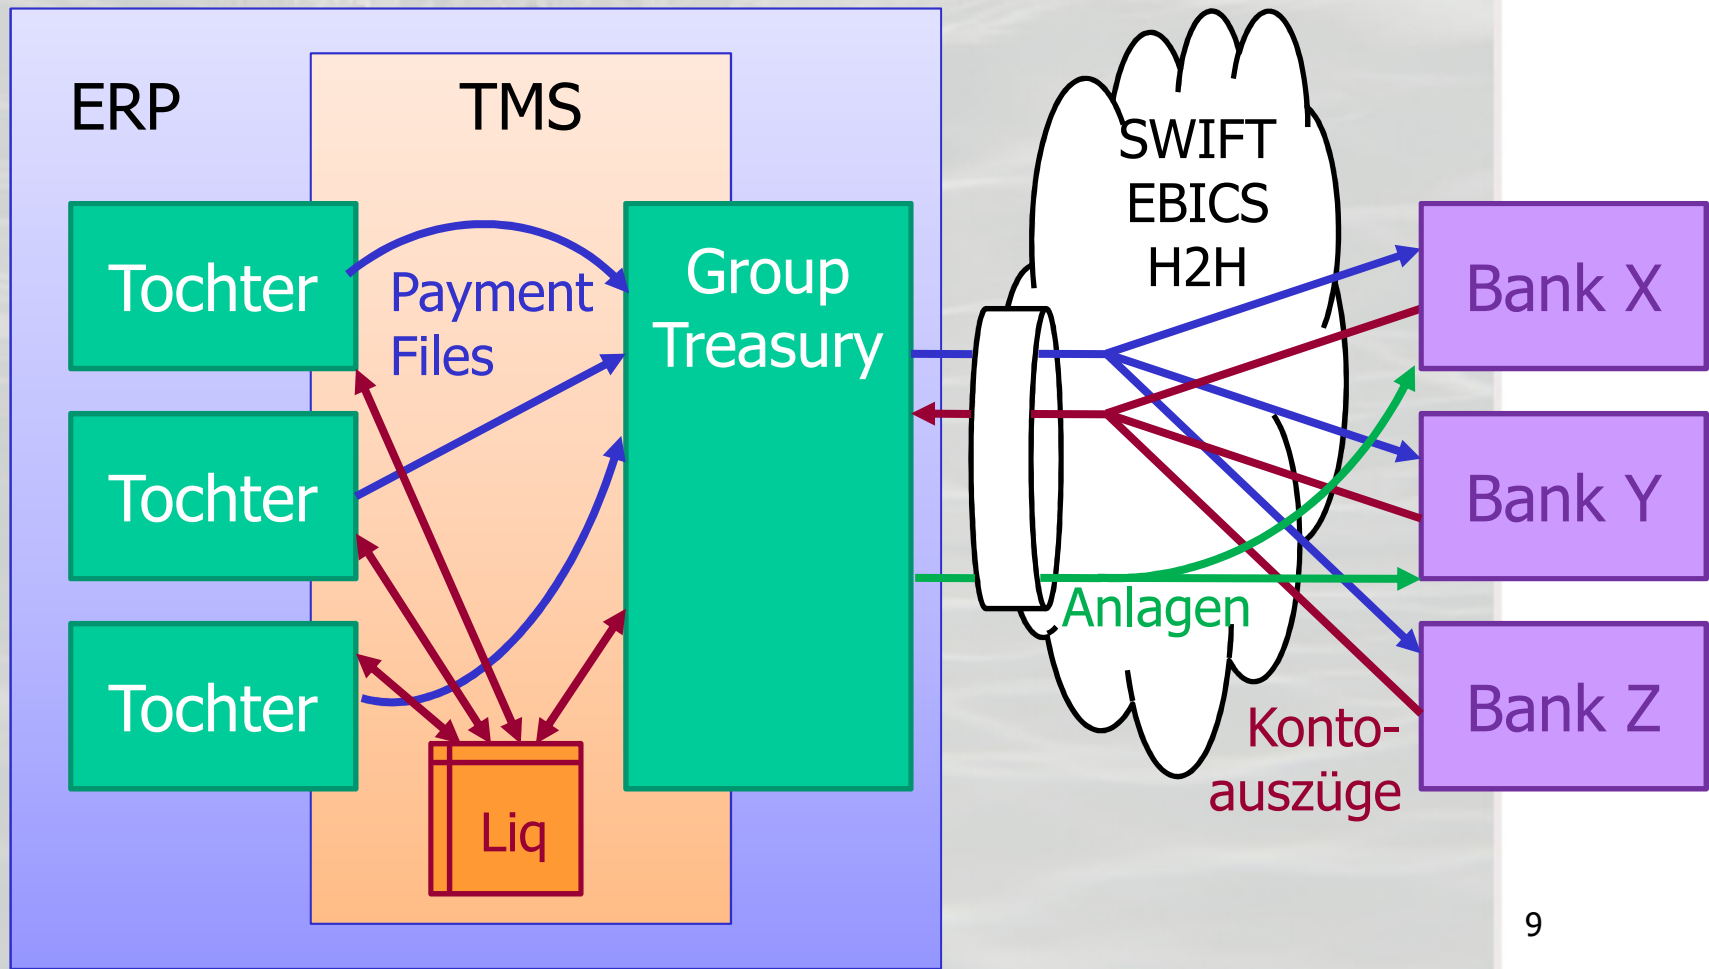 ERP
TMS
Tochter
Payment
Files
Group
Treasury
Tochter
Tochter
Liq
SWIFT
EBICS
H2H
Anlagen
Konto-
auszüge
Bank X
Bank Y
Bank Z
9